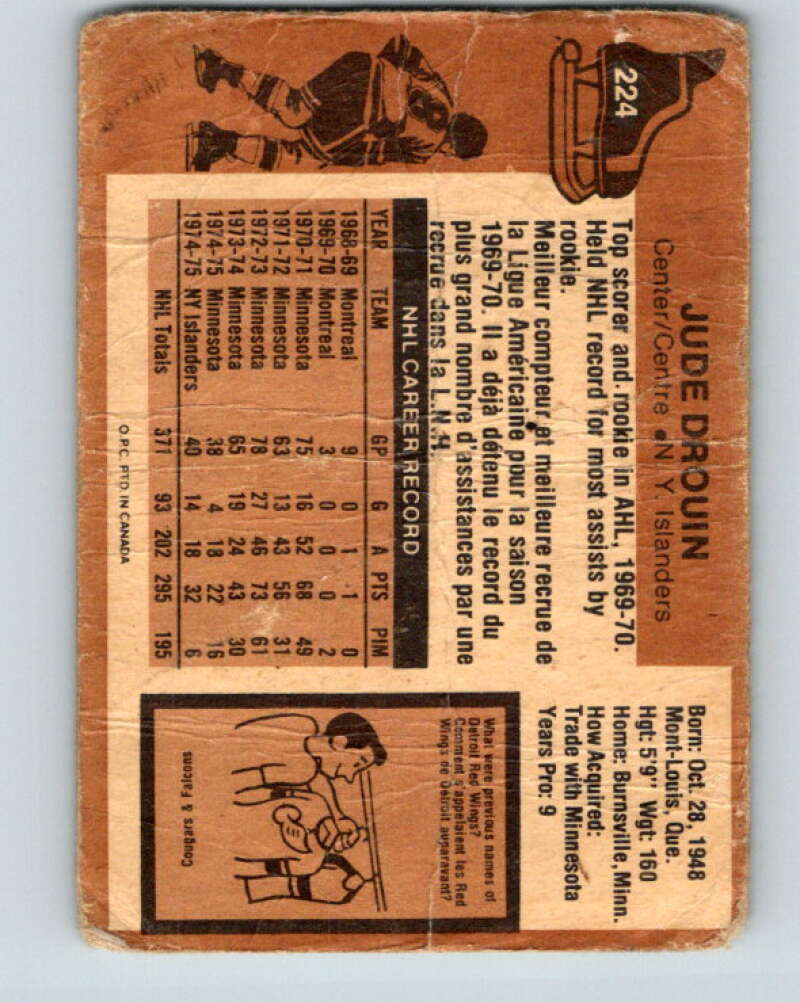 224
8
JUDE DROUIN
Center/Centre • N.Y. Islanders
Top scorer and rookie in AHL, 1969-70.
Held NHL record for most assists by
rookie.
Meilleur compteur et meilleure recrue de
la Ligue Américaine pour la saison
1969-70. Il a déjà détenu le record du
plus grand nombre d'assistances par une
recrue dans la L.N.H.
NHL CAREER RECORD
YEAR TEAM GP G A PTS PIM
1968-69 Montreal 9 0 1 1 0
1969-70 Montreal 3 0 0 0 2
1970-71 Minnesota 75 16 52 68 49
1971-72 Minnesota 63 13 43 56 31
1972-73 Minnesota 78 27 46 73 61
1973-74 Minnesota 65 19 24 43 30
1974-75 Minnesota 38 4 18 22 16
1974-75 NY Islanders 40 14 18 32 6
NHL Totals 371 93 202 295 195
O.P.C. PTD. IN CANADA
Born: Oct. 28, 1948
Mont-Louis, Que.
Hgt: 5'9" Wgt: 160
Home: Burnsville, Minn.
How Acquired:
Trade with Minnesota
Years Pro: 9
What were previous names of
Detroit Red Wings?
Comment s'appelaient les Red
Wings de Detroit auparavant?
Cougars & Falcons